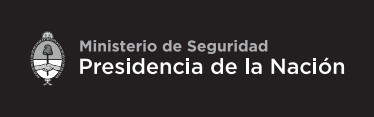 Ministerio de Seguridad
Presidencia de la Nación